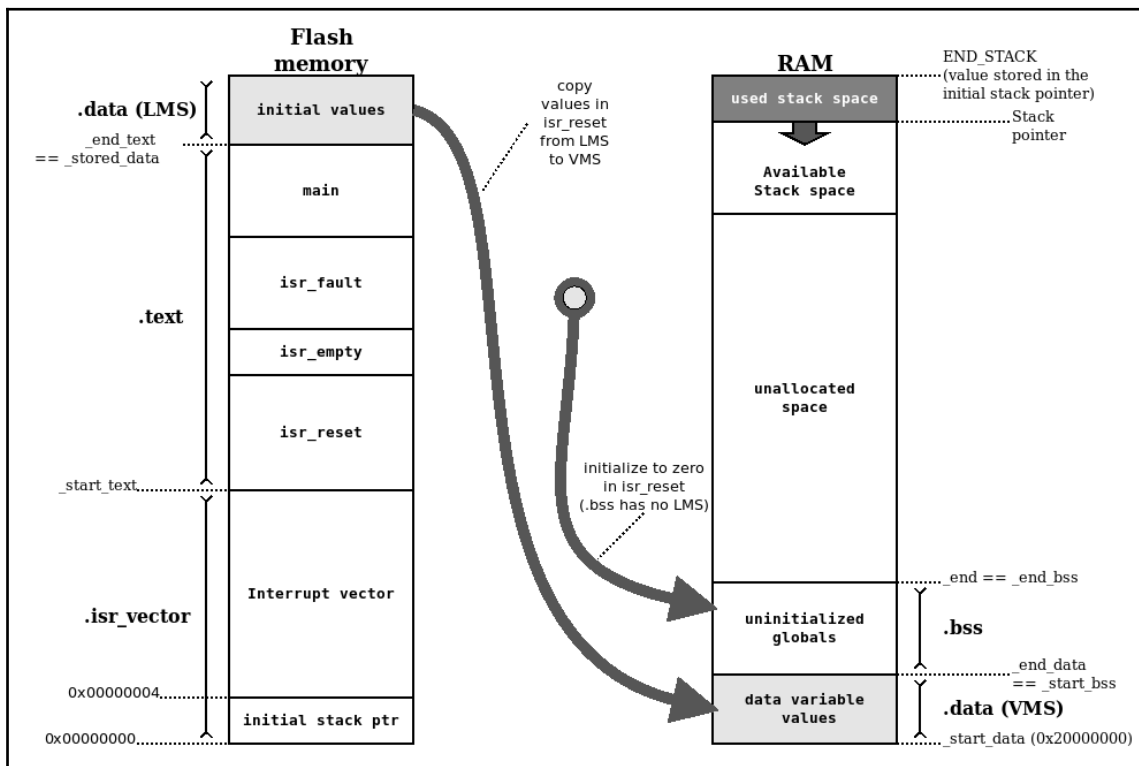 Flash
memory
.data (LMS)
initial values
_end_text
== _stored_data
main
isr_fault
.text
isr_empty
isr_reset
_start_text
Interrupt vector
.isr_vector
0x00000004
initial stack ptr
0x00000000
copy
values in
isr_reset
from LMS
to VMS
initialize to zero
in isr_reset
(.bss has no LMS)
RAM
used stack space
END_STACK
(value stored in the
initial stack pointer)
Stack
pointer
Available
Stack space
unallocated
space
_end == _end_bss
uninitialized
globals
.bss
_end_data
== _start_bss
data variable
values
.data (VMS)
_start_data (0x20000000)